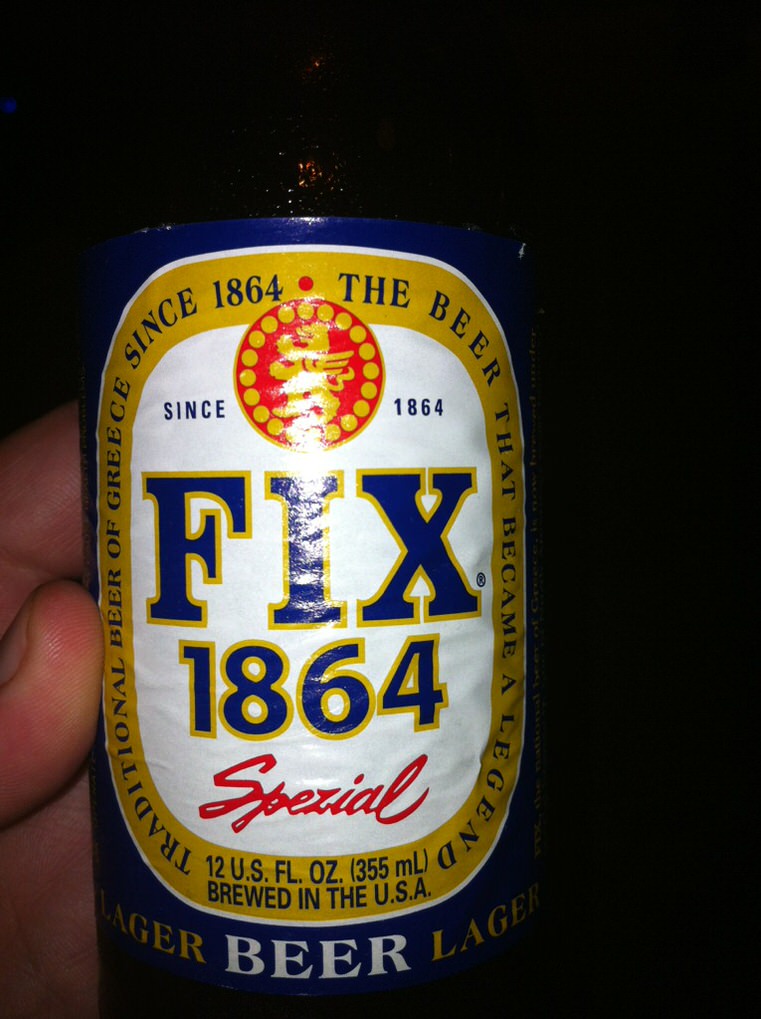 TRADITIONAL BEER OF GREECE SINCE 1864 • THE BEER THAT BECAME A LEGEND
SINCE 1864
FIX®
1864
Spezial
12 U.S. FL. OZ. (355 mL)
BREWED IN THE U.S.A.
LAGER BEER LAGER